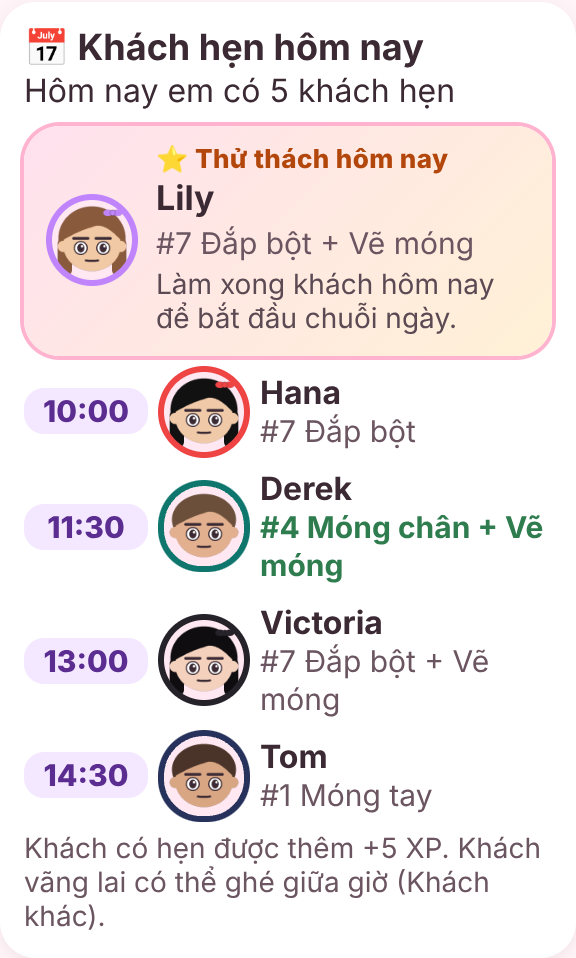 July
17
Khách hẹn hôm nay
Hôm nay em có 5 khách hẹn
Thử thách hôm nay
Lily
#7 Đắp bột + Vẽ móng
Làm xong khách hôm nay
để bắt đầu chuỗi ngày.
10:00
Hana
#7 Đắp bột
11:30
Derek
#4 Móng chân + Vẽ
móng
13:00
Victoria
#7 Đắp bột + Vẽ
móng
14:30
Tom
#1 Móng tay
Khách có hẹn được thêm +5 XP. Khách
vãng lai có thể ghé giữa giờ (Khách
khác).